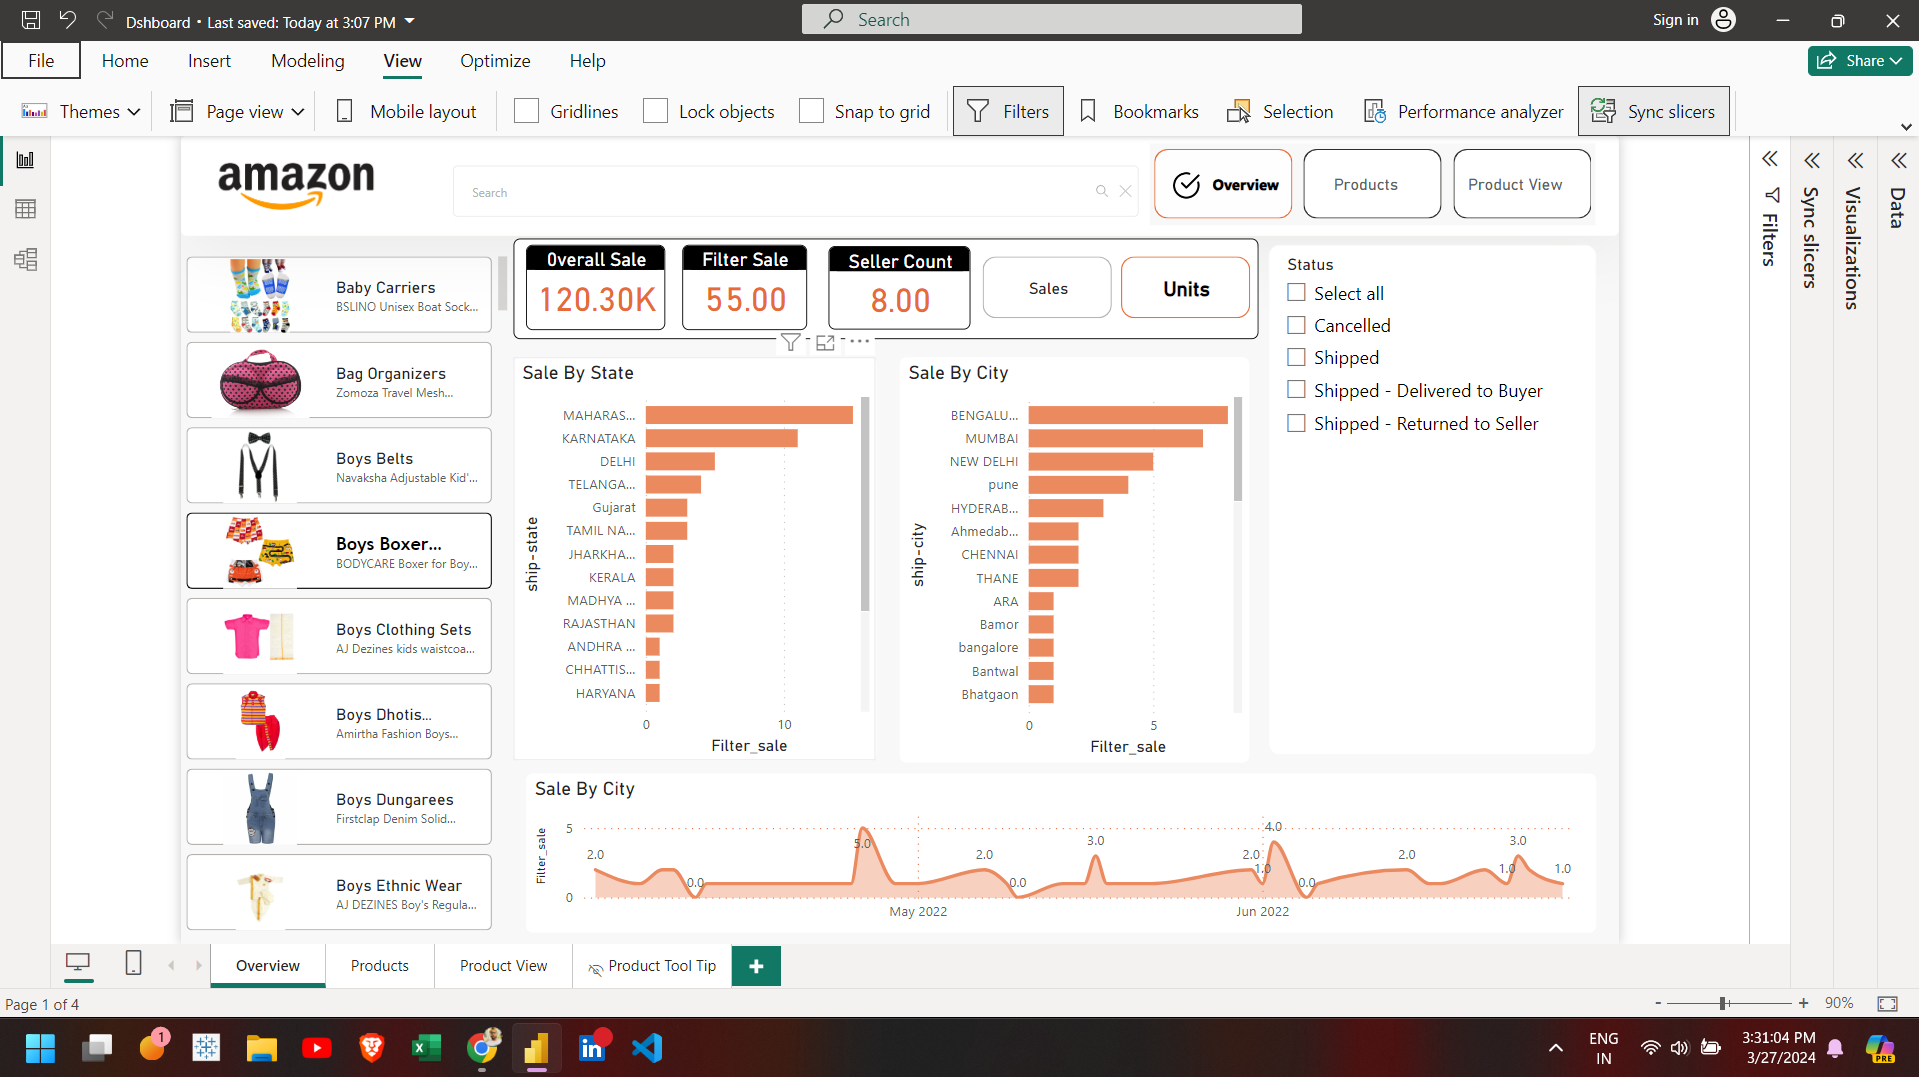 Dshboard • Last saved: Today at 3:07 PM
Search
Sign in
File
Home
Insert
Modeling
View
Optimize
Help
Share
Themes
Page view
Mobile layout
Gridlines
Lock objects
Snap to grid
Filters
Bookmarks
Selection
Performance analyzer
Sync slicers
amazon
Search
Overview
Products
Product View
Filters
Sync slicers
Visualizations
Data
Baby Carriers
BSLINO Unisex Boat Sock...
Bag Organizers
Zomoza Travel Mesh...
Boys Belts
Navaksha Adjustable Kid'...
Boys Boxer...
BODYCARE Boxer for Boy...
Boys Clothing Sets
AJ Dezines kids waistcoa...
Boys Dhotis...
Amirtha Fashion Boys...
Boys Dungarees
Firstclap Denim Solid...
Boys Ethnic Wear
AJ DEZINES Boy's Regula...
Overall Sale
120.30K
Filter Sale
55.00
Seller Count
8.00
Sales
Units
Status
Select all
Cancelled
Shipped
Shipped - Delivered to Buyer
Shipped - Returned to Seller
Sale By State
ship-state
MAHARAS...
KARNATAKA
DELHI
TELANGA...
Gujarat
TAMIL NA...
JHARKHA...
KERALA
MADHYA ...
RAJASTHAN
ANDHRA ...
CHHATTIS...
HARYANA
0 10
Filter_sale
Sale By City
ship-city
BENGALU...
MUMBAI
NEW DELHI
pune
HYDERAB...
Ahmedab...
CHENNAI
THANE
ARA
Bamor
bangalore
Bantwal
Bhatgaon
0 5
Filter_sale
Sale By City
Filter_sale
5
0
2.0 0.0 5.0 2.0 0.0 3.0 2.0 1.0 4.0 0.0 2.0 1.0 3.0 1.0
May 2022 Jun 2022
Overview
Products
Product View
Product Tool Tip
+
Page 1 of 4
- + 90%
1
in
PRE
ENG
IN
3:31:04 PM
3/27/2024